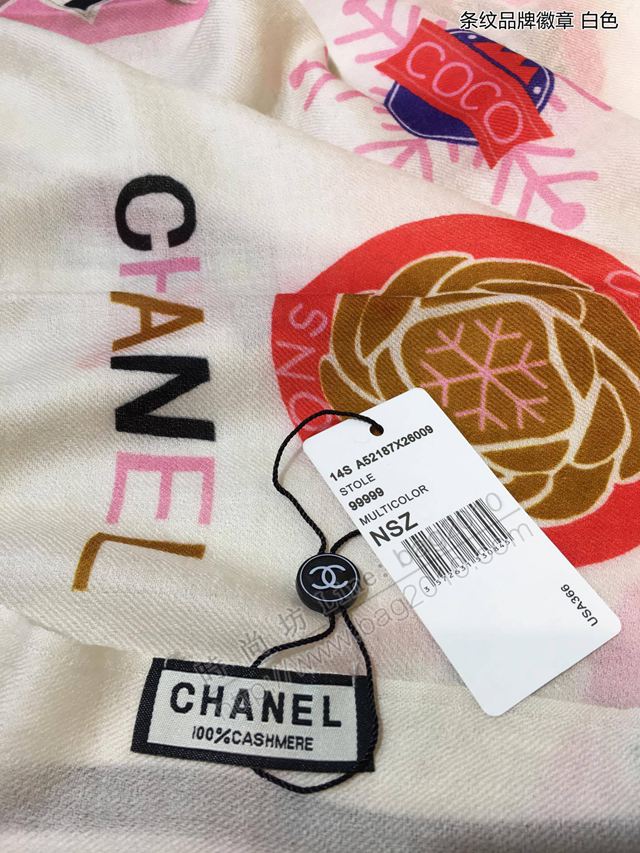 条纹品牌徽章 白色
COCO
CHANEL
SNO
14S A52187X26009
STOLE
99999
MULTICOLOR
NSZ
USA366
CHANEL
100%CASHMERE